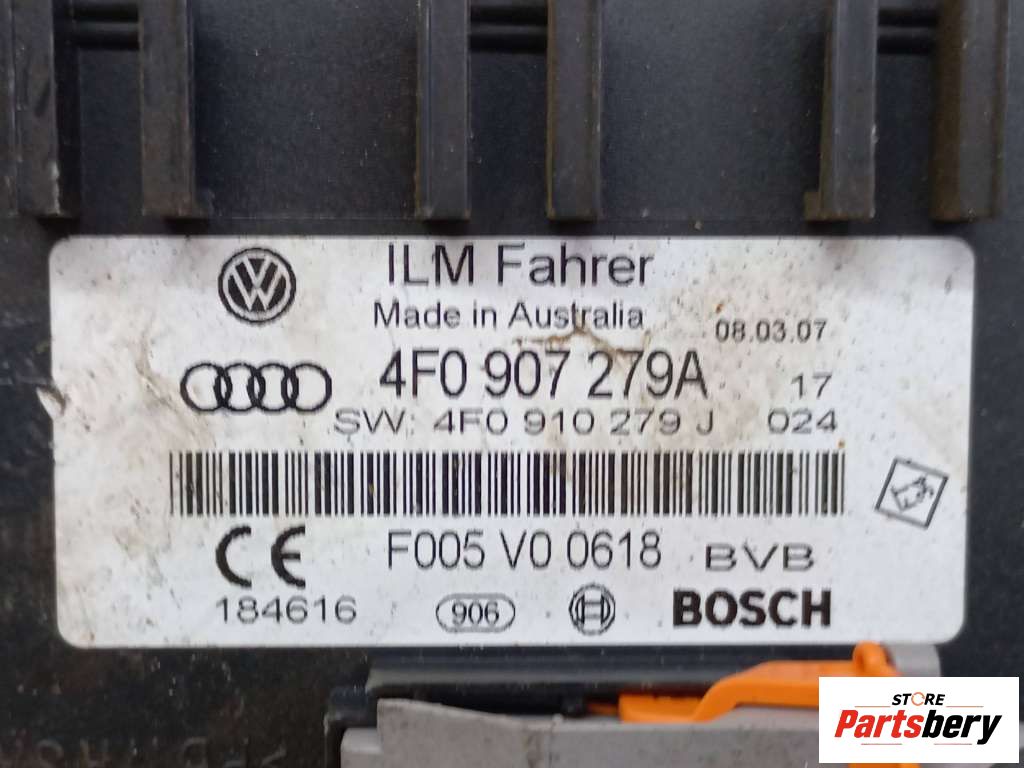 ILM Fahrer
Made in Australia
08.03.07
4F0 907 279A 17
SW: 4F0 910 279 J 024
F005 V0 0618 BVB
184616 906 BOSCH
STORE
Partsbery